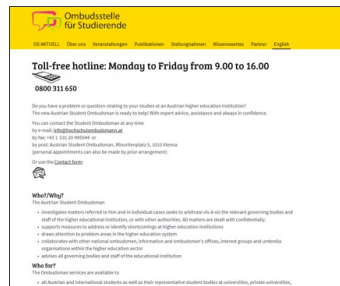 Ombudsstelle
für Studierende
OS AKTUELL Über uns Veranstaltungen Publikationen Stellungnahmen Wissenswertes Partner English
Toll-free hotline: Monday to Friday from 9.00 to 16.00
0800 311 650
Do you have a problem or question relating to your studies at an Austrian higher education institution?
The new Austrian Student Ombudsman is ready to help! With expert advice, assistance and always in confidence.
You can contact the Student Ombudsman at any time
by e-mail: info@hochschulombudsmann.at
by fax: +43 1 531 20-995544 or
by post: Austrian Student Ombudsman, Minoritenplatz 5, 1010 Vienna
(personal appointments can also be made by prior arrangement)
Or use the Contact form:
Who?/Why?
The Austrian Student Ombudsman
• investigates matters referred to him and in individual cases seeks to arbitrate vis-à-vis the relevant governing bodies and
staff of the higher educational institution, or with other authorities. All matters are dealt with confidentially.
• supports measures to address or identify shortcomings at higher education institutions
• draws attention to problem areas in the higher education system
• collaborates with other national ombudsmen, information and ombudsmen's offices, interest groups and umbrella
organisations within the higher education sector
• advises all governing bodies and staff of the educational institution
Who for?
The Ombudsman services are available to
• all Austrian and international students as well as their representative student bodies at universities, private universities,